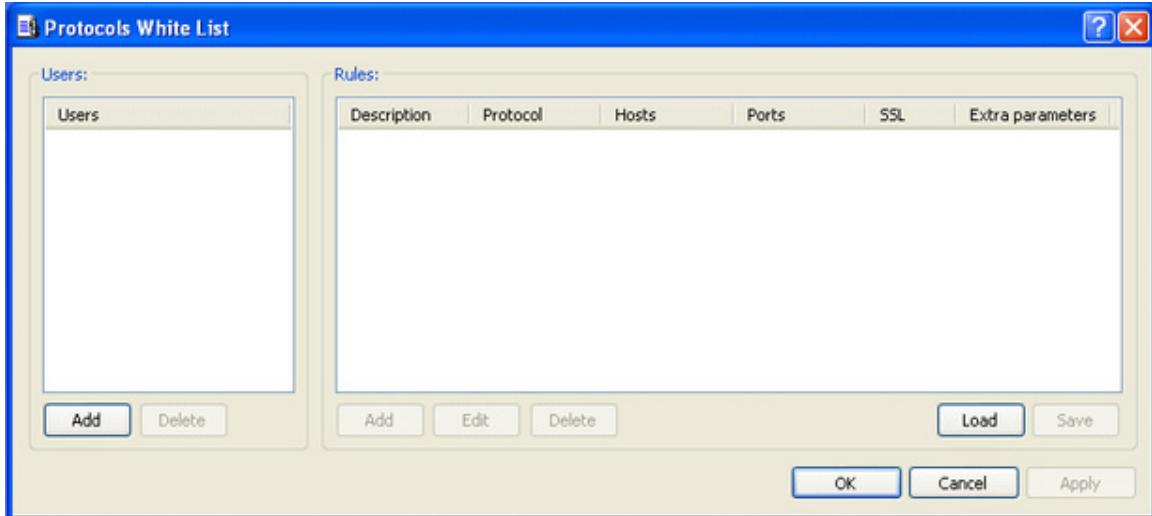 Protocols White List
Users:
Rules:
Users
Description Protocol Hosts Ports SSL Extra parameters
Add Delete
Add Edit Delete Load Save
OK Cancel Apply